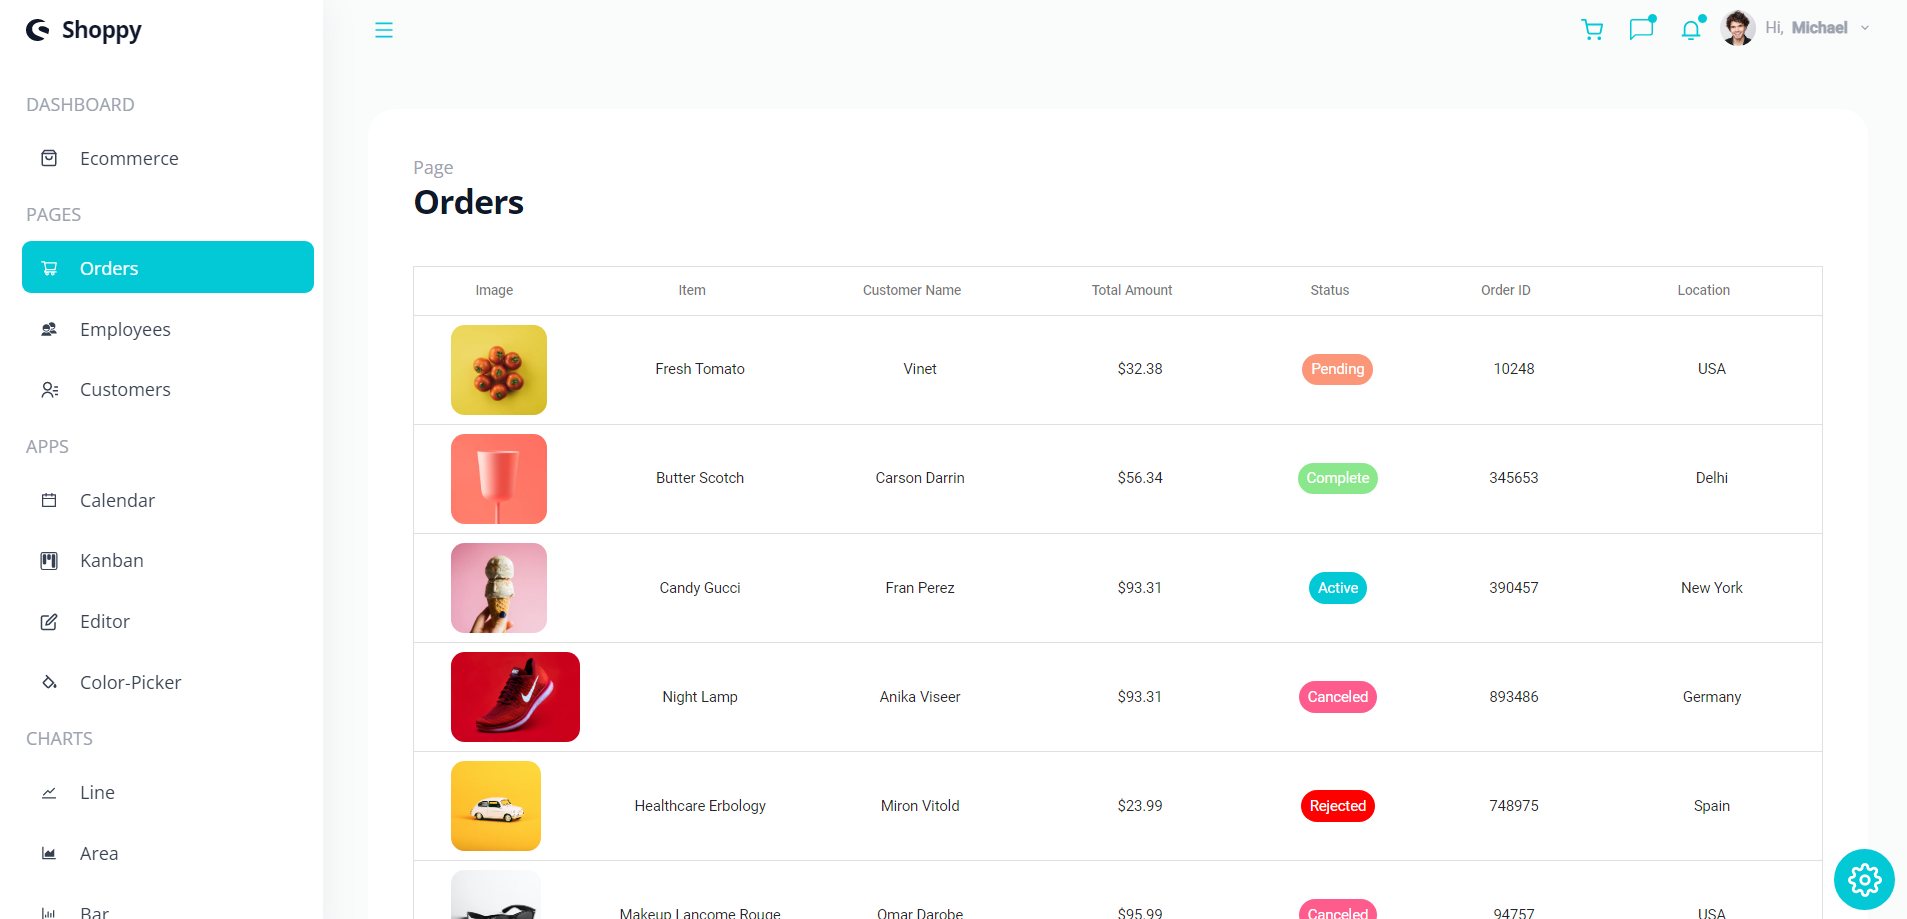 Shoppy
Hi, Michael
DASHBOARD
Ecommerce
PAGES
Orders
Employees
Customers
APPS
Calendar
Kanban
Editor
Color-Picker
CHARTS
Line
Area
Bar
Page
Orders
Image Item Customer Name Total Amount Status Order ID Location
Fresh Tomato Vinet $32.38 Pending 10248 USA
Butter Scotch Carson Darrin $56.34 Complete 345653 Delhi
Candy Gucci Fran Perez $93.31 Active 390457 New York
Night Lamp Anika Viseer $93.31 Canceled 893486 Germany
Healthcare Erbology Miron Vitold $23.99 Rejected 748975 Spain
Makeup Lancome Rouge Omar Darobe $95.99 Canceled 94757 USA